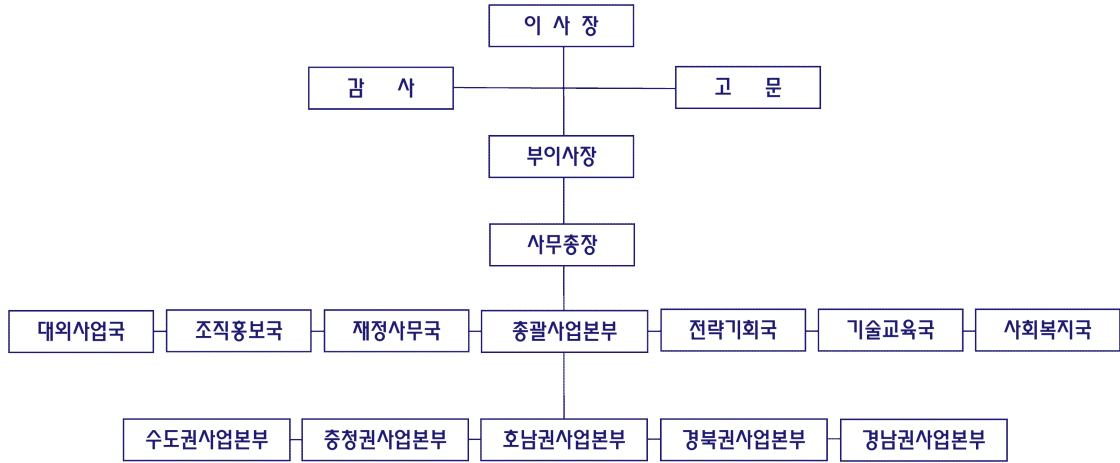 이 사 장
감 사
고 문
부이사장
사무총장
대외사업국
조직홍보국
재정사무국
총괄사업본부
전략기회국
기술교육국
사회복지국
수도권사업본부
충청권사업본부
호남권사업본부
경북권사업본부
경남권사업본부